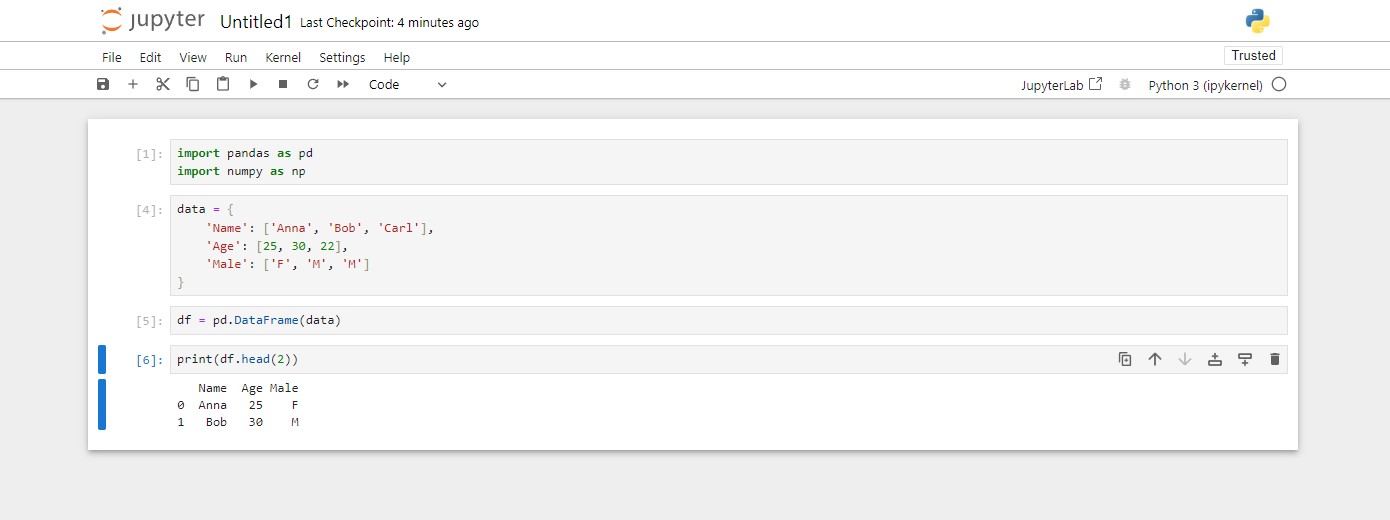 jupyter Untitled1 Last Checkpoint: 4 minutes ago
File Edit View Run Kernel Settings Help Trusted
Code JupyterLab Python 3 (ipykernel)
[1]: import pandas as pd
import numpy as np
[4]: data = {
    'Name': ['Anna', 'Bob', 'Carl'],
    'Age': [25, 30, 22],
    'Male': ['F', 'M', 'M']
}
[5]: df = pd.DataFrame(data)
[6]: print(df.head(2))
   Name  Age Male
0  Anna   25    F
1   Bob   30    M